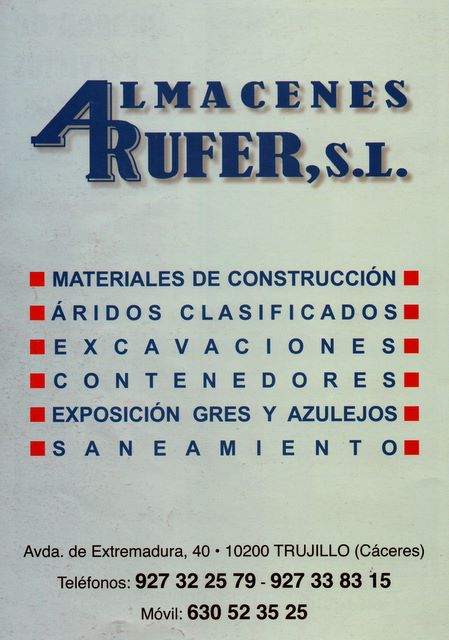 ALMACENES
RUFER, S.L.
MATERIALES DE CONSTRUCCIÓN
ÁRIDOS CLASIFICADOS
EXCAVACIONES
CONTENEDORES
EXPOSICIÓN GRES Y AZULEJOS
SANEAMIENTO
Avda. de Extremadura, 40 • 10200 TRUJILLO (Cáceres)
Teléfonos: 927 32 25 79 - 927 33 83 15
Móvil: 630 52 35 25